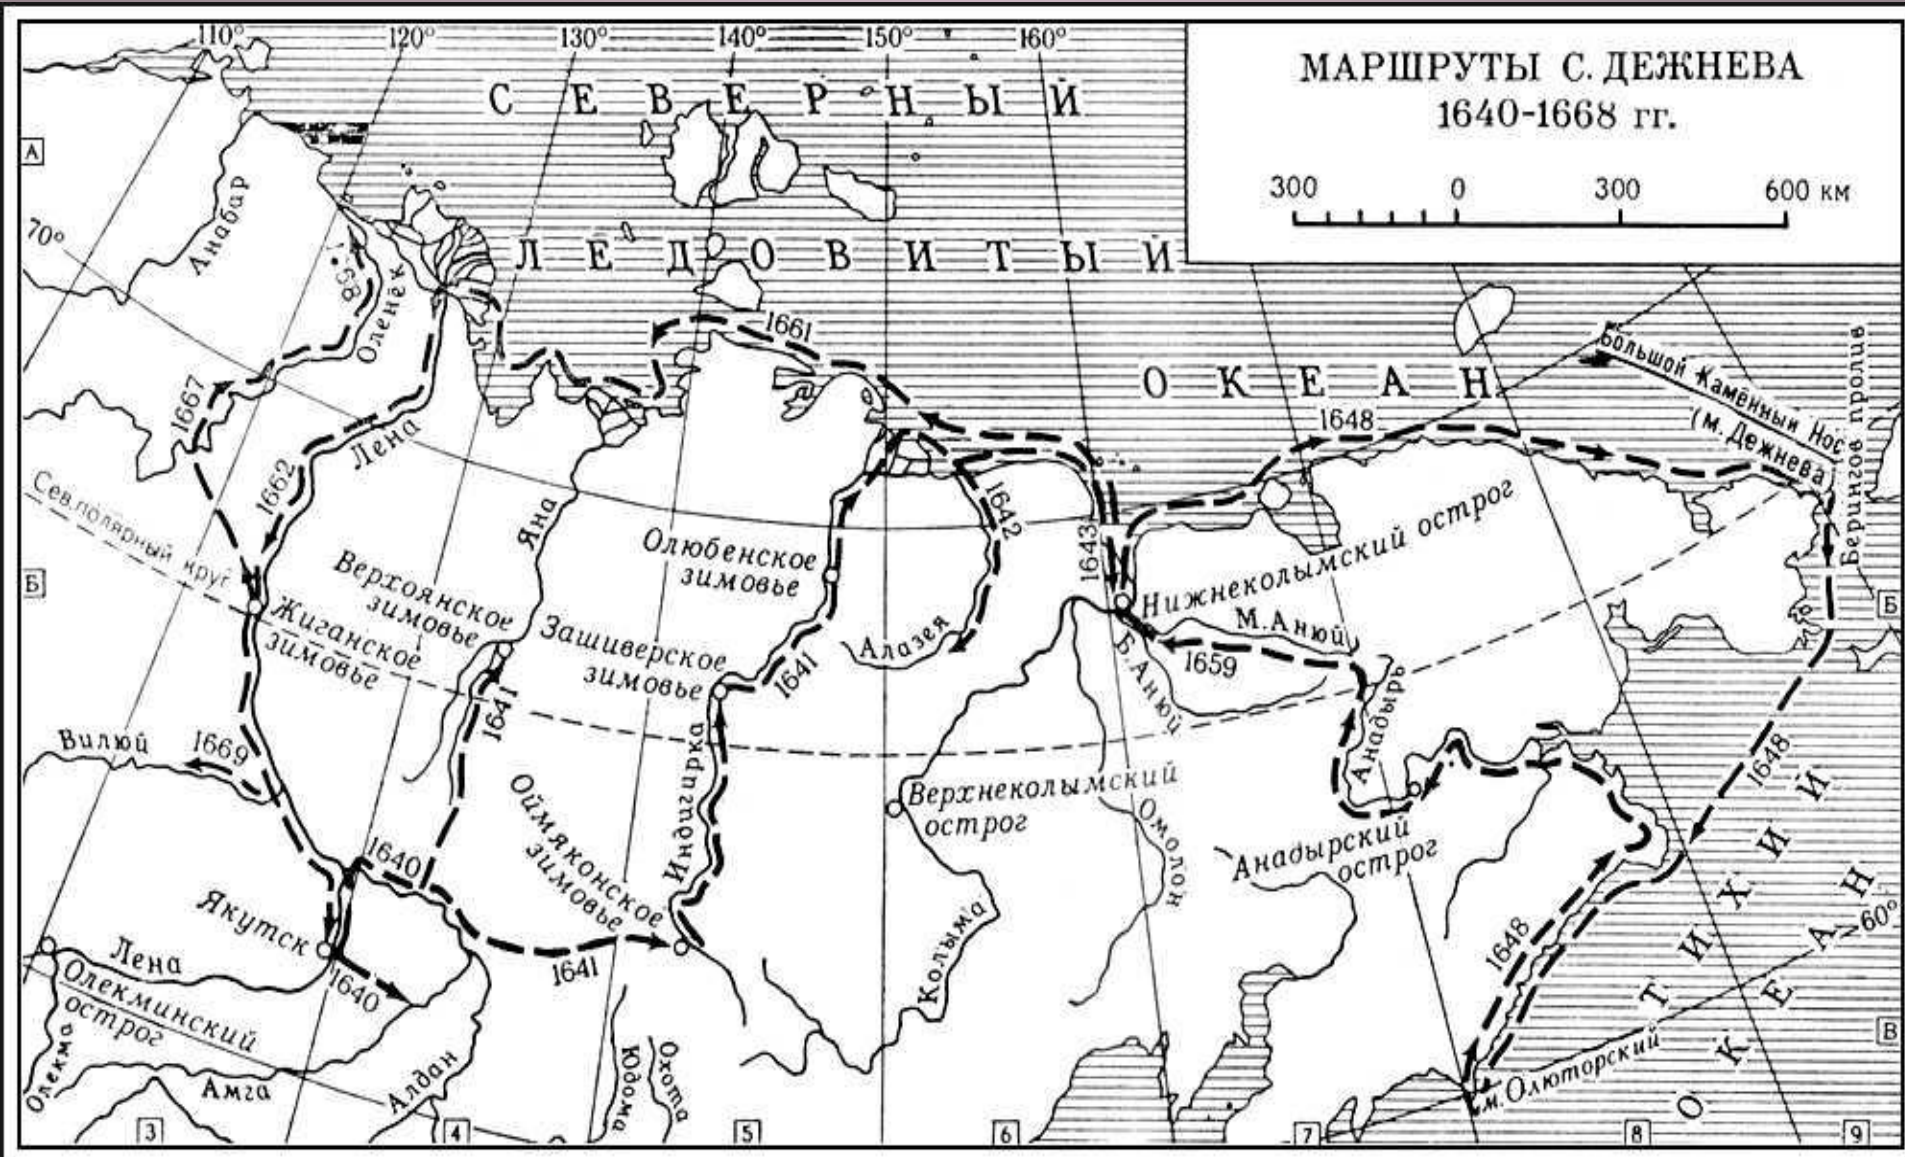 110°
120°
130°
140°
150°
160°
МАРШРУТЫ С. ДЕЖНЕВА
1640-1668 гг.
300 0 300 600 км
СЕВЕРНЫЙ
ЛЕДОВИТЫЙ
ОКЕАН
А
70°
Анабар
Оленёк
1661
Большой Каменный Нос
(м. Дежнева)
Берингов пролив
1648
1667
Лена
1662
Сев. полярный круг
Яна
Олюбенское
зимовье
1642
1643
Нижнеколымский острог
Б
Б
Верхоянское
зимовье
Жиганское
зимовье
Зашиверское
зимовье
Алазея
М.Анюй
Б.Анюй
1659
1641
1641
Анадырь
Вилюй
1669
Индигирка
Верхнеколымский
острог
Омолон
1648
Оймяконское
зимовье
1640
Анадырский
острог
ТИХИЙ
ОКЕАН
60°
Якутск
Лена
1640
1641
Колыма
1648
Олекминский
острог
Олекма
Амга
Алдан
Юдома
Охота
м. Олюторский
В
3
4
5
6
7
8
9